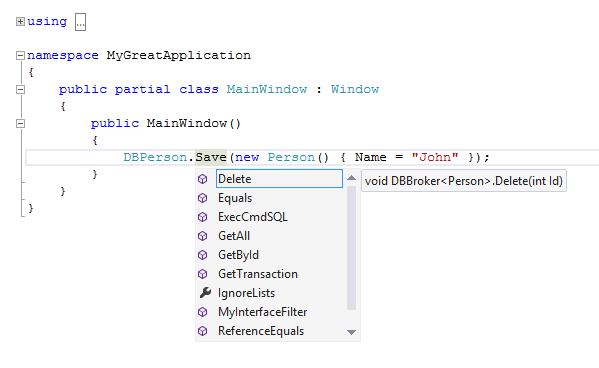 using ...
namespace MyGreatApplication
{
public partial class MainWindow : Window
{
public MainWindow()
{
DBPerson.Save(new Person() { Name = "John" });
}
}
}
Delete
void DBBroker<Person>.Delete(int Id)
Equals
ExecCmdSQL
GetAll
GetById
GetTransaction
IgnoreLists
MyInterfaceFilter
ReferenceEquals